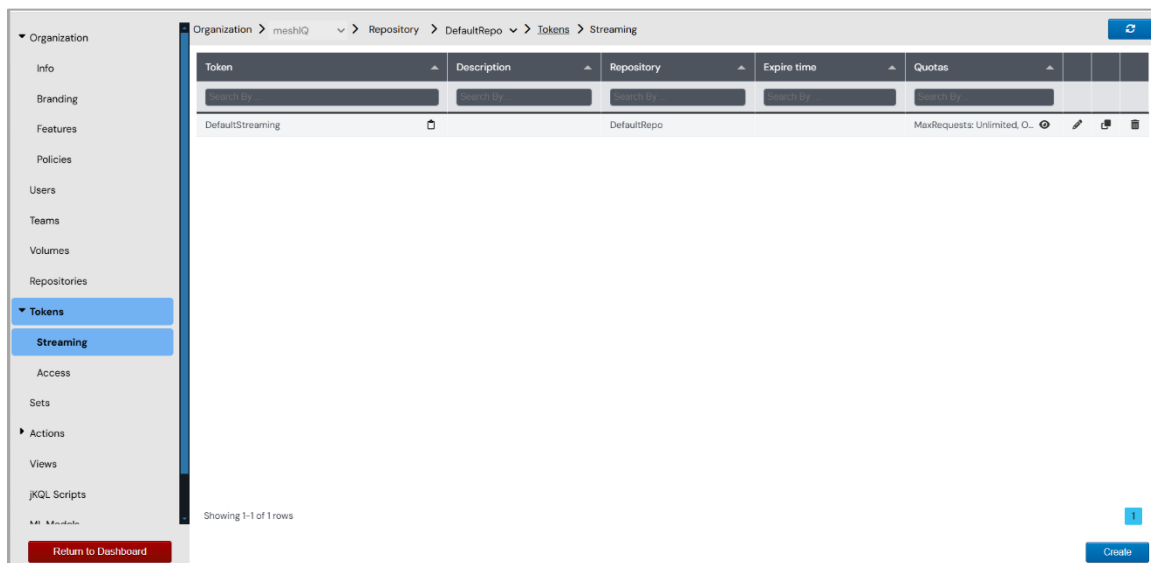 Organization
Info
Branding
Features
Policies
Users
Teams
Volumes
Repositories
Tokens
Streaming
Access
Sets
Actions
Views
jKQL Scripts
ML Models
Return to Dashboard
Organization > meshIQ > Repository > DefaultRepo > Tokens > Streaming
Token Description Repository Expire time Quotas
Search By ... Search By ... Search By ... Search By ... Search By ...
DefaultStreaming DefaultRepo MaxRequests: Unlimited, O...
Showing 1-1 of 1 rows
1
Create